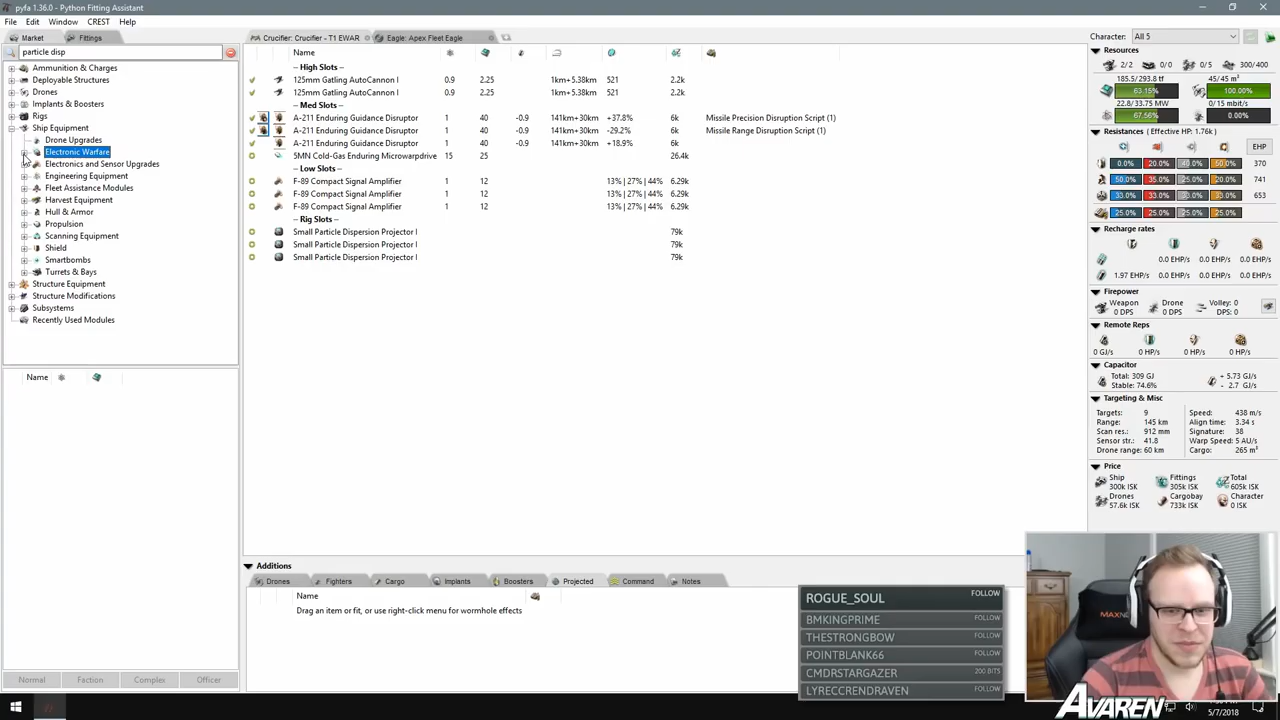 pyfa 1.36.0 - Python Fitting Assistant
File Edit Window CREST Help
Market Fittings
particle disp
Ammunition & Charges
Deployable Structures
Drones
Implants & Boosters
Rigs
Ship Equipment
Drone Upgrades
Electronic Warfare
Electronics and Sensor Upgrades
Engineering Equipment
Fleet Assistance Modules
Harvest Equipment
Hull & Armor
Propulsion
Scanning Equipment
Shield
Smartbombs
Turrets & Bays
Structure Equipment
Structure Modifications
Subsystems
Recently Used Modules
Name
Normal Faction Complex Officer
Crucifier: Crucifier - T1 EWAR Eagle: Apex Fleet Eagle
Name
-- High Slots --
125mm Gatling AutoCannon I 0.9 2.25 1km+5.38km 521 2.2k
125mm Gatling AutoCannon I 0.9 2.25 1km+5.38km 521 2.2k
-- Med Slots --
A-211 Enduring Guidance Disruptor 1 40 -0.9 141km+30km +37.8% 6k Missile Precision Disruption Script (1)
A-211 Enduring Guidance Disruptor 1 40 -0.9 141km+30km -29.2% 6k Missile Range Disruption Script (1)
A-211 Enduring Guidance Disruptor 1 40 -0.9 141km+30km +18.9% 6k
5MN Cold-Gas Enduring Microwarpdrive 15 25 26.4k
-- Low Slots --
F-89 Compact Signal Amplifier 1 12 13% | 27% | 44% 6.29k
F-89 Compact Signal Amplifier 1 12 13% | 27% | 44% 6.29k
F-89 Compact Signal Amplifier 1 12 13% | 27% | 44% 6.29k
-- Rig Slots --
Small Particle Dispersion Projector I 79k
Small Particle Dispersion Projector I 79k
Small Particle Dispersion Projector I 79k
Additions
Drones Fighters Cargo Implants Boosters Projected Command Notes
Name
Drag an item or fit, or use right-click menu for wormhole effects
Character: All 5
Resources
2/2 0/4 0/5 300/400
185.5/293.8 tf 45/45 m³
63.15% 100.00%
22.8/33.75 MW 0/15 mbit/s
67.56% 0.00%
Resistances ( Effective HP: 1.76k )
EHP
0.0% 20.0% 40.0% 50.0% 370
50.0% 35.0% 25.0% 20.0% 741
33.0% 33.0% 33.0% 33.0% 653
25.0% 25.0% 25.0% 25.0%
Recharge rates
0.0 EHP/s 0.0 EHP/s 0.0 EHP/s
1.97 EHP/s 0.0 EHP/s 0.0 EHP/s 0.0 EHP/s
Firepower
Weapon 0 DPS Drone 0 DPS Volley: 0 DPS: 0
Remote Reps
0 GJ/s 0 HP/s 0 HP/s 0 HP/s
Capacitor
Total: 309 GJ + 5.73 GJ/s
Stable: 74.6% - 2.7 GJ/s
Targeting & Misc
Targets: 9 Speed: 438 m/s
Range: 145 km Align time: 3.34 s
Scan res.: 912 mm Signature: 38
Sensor str.: 41.8 Warp Speed: 5 AU/s
Drone range: 60 km Cargo: 265 m³
Price
Ship 300k ISK Fittings 305k ISK Total 605k ISK
Drones 57.6k ISK Cargobay 733k ISK Character 0 ISK
ROGUE_SOUL FOLLOW
BMKINGPRIME FOLLOW
THESTRONGBOW FOLLOW
POINTBLANK66 FOLLOW
CMDRSTARGAZER 200 BITS
LYRECCRENDRAVEN FOLLOW
AVAREN
5/7/2018